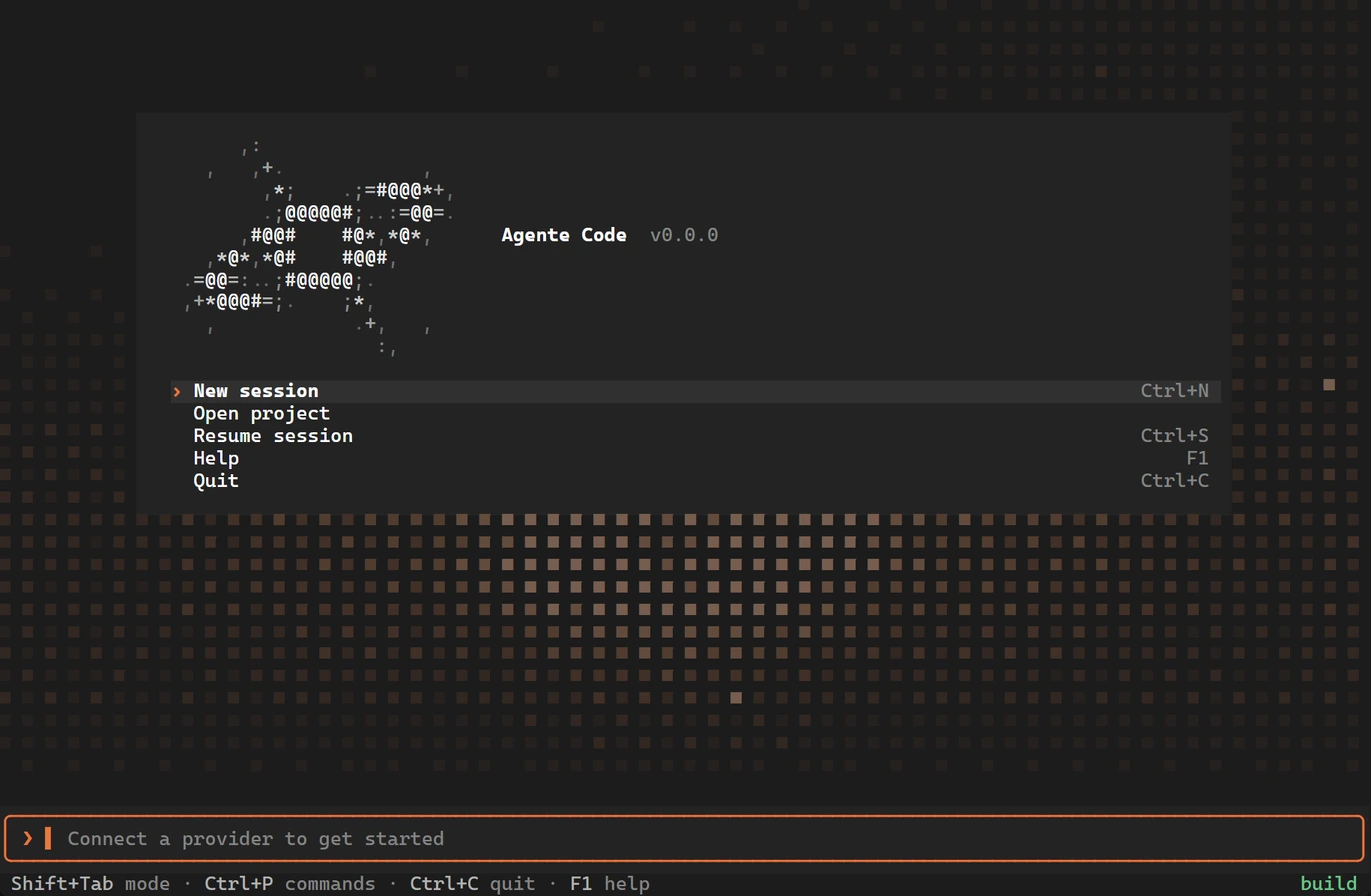 Agente Code v0.0.0
› New session Ctrl+N
Open project
Resume session Ctrl+S
Help F1
Quit Ctrl+C
❯ Connect a provider to get started
Shift+Tab mode · Ctrl+P commands · Ctrl+C quit · F1 help build